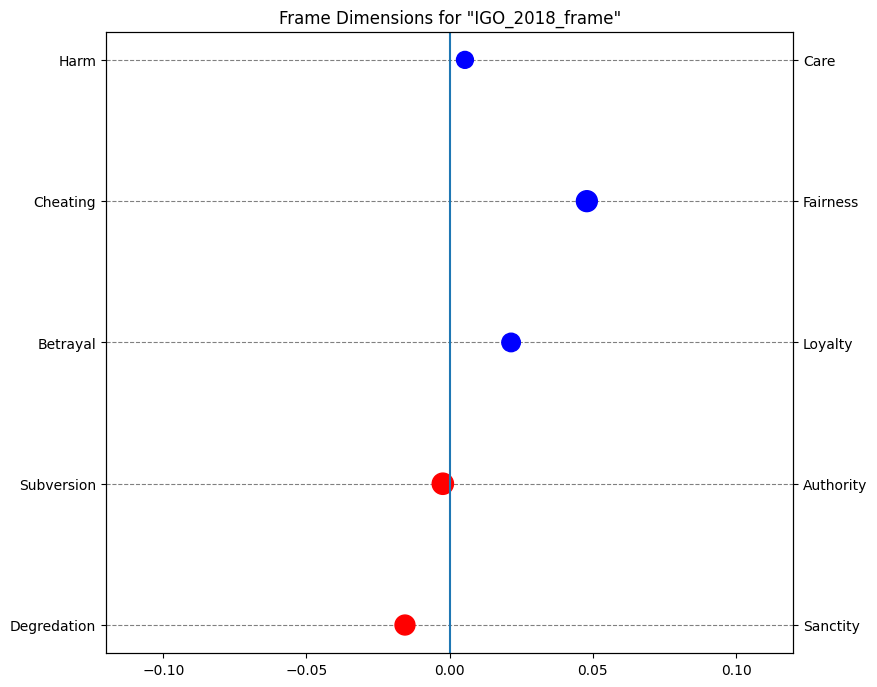 Frame Dimensions for "IGO_2018_frame"
Harm
Care
Cheating
Fairness
Betrayal
Loyalty
Subversion
Authority
Degredation
Sanctity
−0.10
−0.05
0.00
0.05
0.10